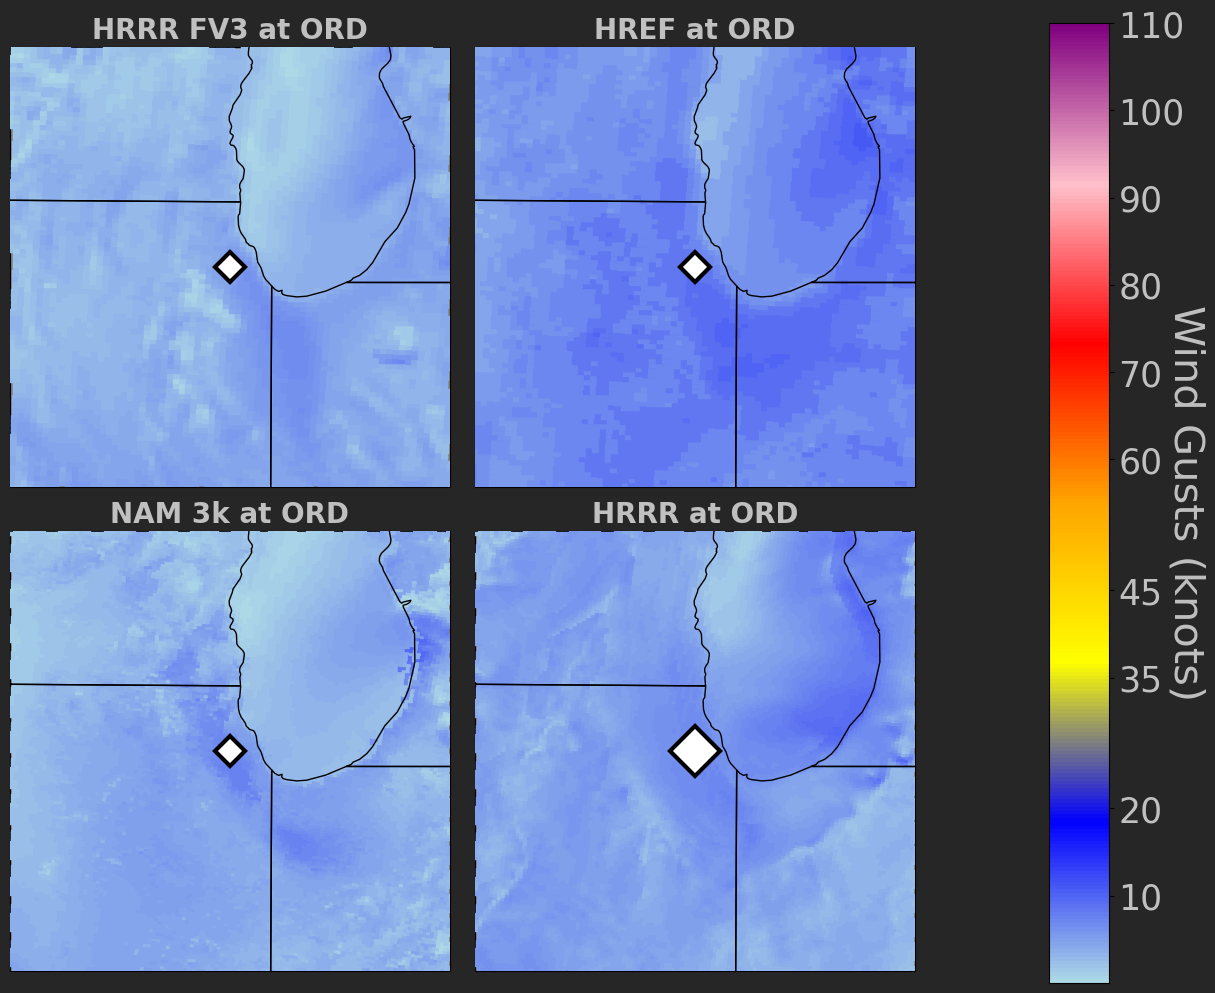 HRRR FV3 at ORD
HREF at ORD
NAM 3k at ORD
HRRR at ORD
110
100
90
80
70
60
45
35
20
10
Wind Gusts (knots)